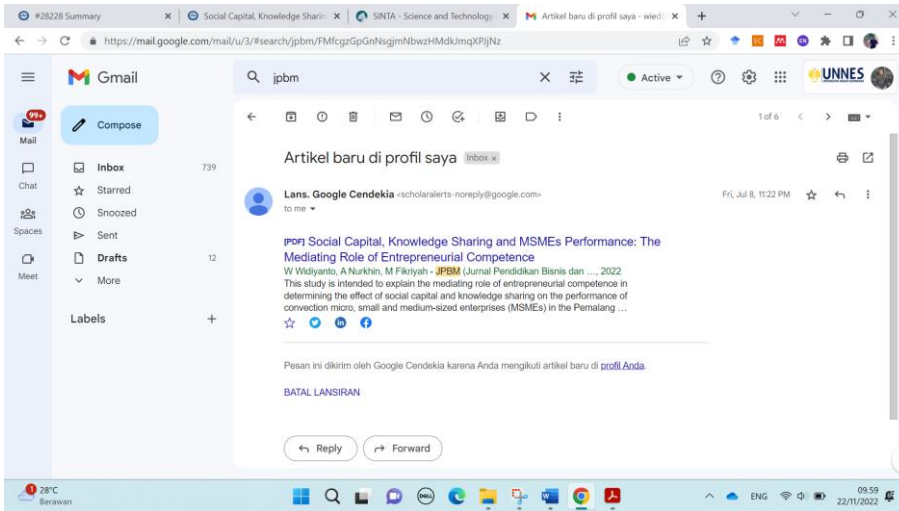 #28228 Summary
Social Capital, Knowledge Sharin
SINTA - Science and Technology
Artikel baru di profil saya - wied
https://mail.google.com/mail/u/3/#search/jpbm/FMfcgzGpGnNsgjmNbwzHMdkJmqXPJjNz
Gmail
jpbm
Active
UNNES
99+
Mail
Chat
Spaces
Meet
Compose
Inbox 739
Starred
Snoozed
Sent
Drafts 12
More
Labels
1 of 6
Artikel baru di profil saya Inbox x
Lans. Google Cendekia <scholaralerts-noreply@google.com> Fri, Jul 8, 11:22 PM
to me
[PDF] Social Capital, Knowledge Sharing and MSMEs Performance: The
Mediating Role of Entrepreneurial Competence
W Widiyanto, A Nurkhin, M Fikriyah - JPBM (Jurnal Pendidikan Bisnis dan …, 2022
This study is intended to explain the mediating role of entrepreneurial competence in
determining the effect of social capital and knowledge sharing on the performance of
convection micro, small and medium-sized enterprises (MSMEs) in the Pemalang …
Pesan ini dikirim oleh Google Cendekia karena Anda mengikuti artikel baru di profil Anda.
BATAL LANSIRAN
Reply
Forward
1
28°C
Berawan
DELL
ENG
09.59
22/11/2022